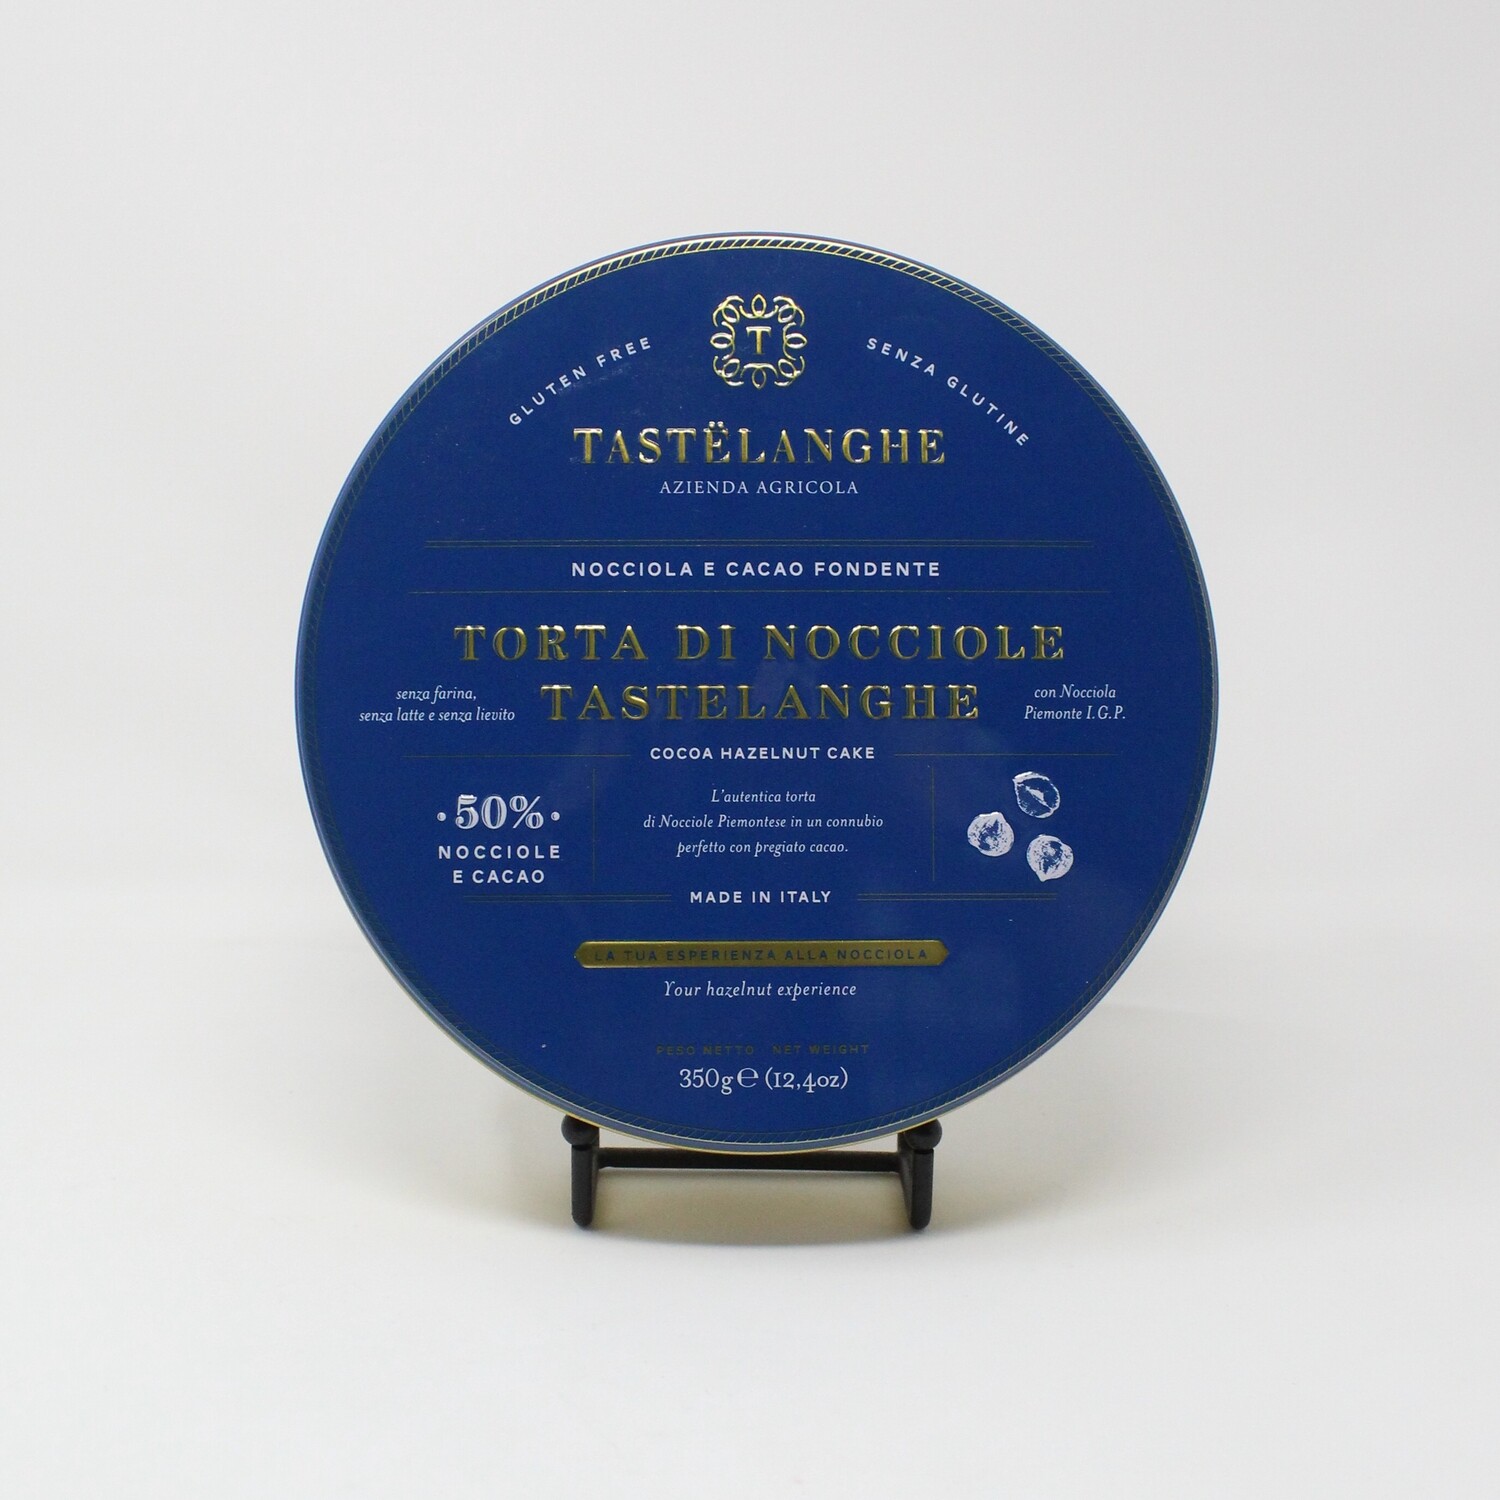 T
GLUTEN FREE
SENZA GLUTINE
TASTËLANGHE
AZIENDA AGRICOLA
NOCCIOLA E CACAO FONDENTE
TORTA DI NOCCIOLE
TASTELANGHE
senza farina,
senza latte e senza lievito
con Nocciola
Piemonte I.G.P.
COCOA HAZELNUT CAKE
·50%·
NOCCIOLE
E CACAO
L'autentica torta
di Nocciole Piemontese in un connubio
perfetto con pregiato cacao.
MADE IN ITALY
LA TUA ESPERIENZA ALLA NOCCIOLA
Your hazelnut experience
PESO NETTO NET WEIGHT
350g℮ (12,4oz)